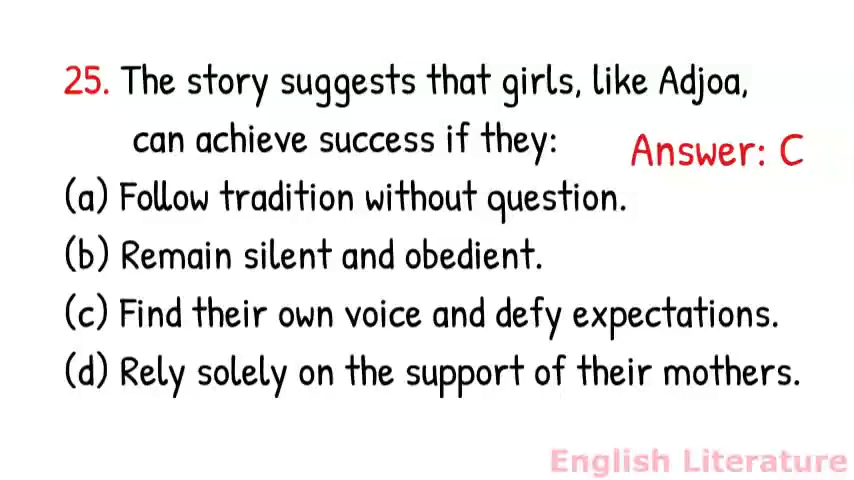 25. The story suggests that girls, like Adjoa,
can achieve success if they:
Answer: C
(a) Follow tradition without question.
(b) Remain silent and obedient.
(c) Find their own voice and defy expectations.
(d) Rely solely on the support of their mothers.
English Literature